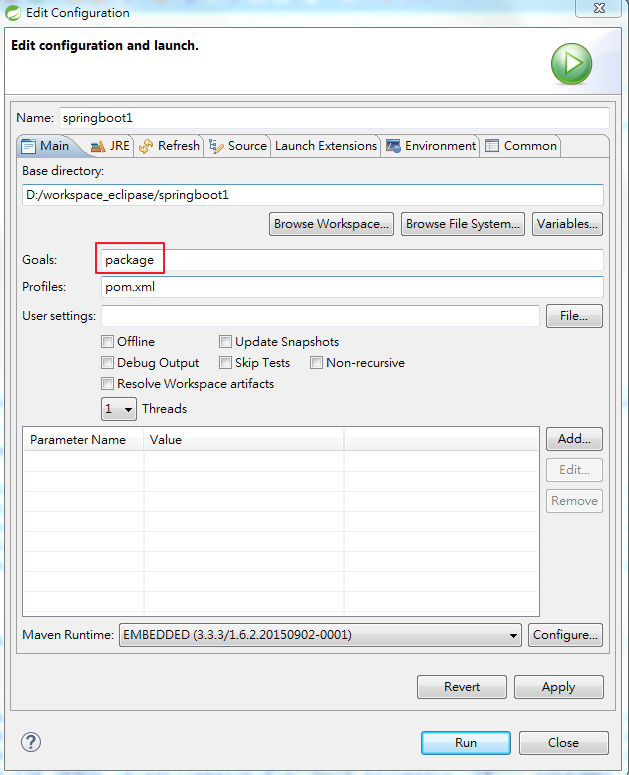 Edit Configuration
Edit configuration and launch.
Name: springboot1
Main JRE Refresh Source Launch Extensions Environment Common
Base directory:
D:/workspace_eclipase/springboot1
Browse Workspace... Browse File System... Variables...
Goals: package
Profiles: pom.xml
User settings: File...
Offline Update Snapshots
Debug Output Skip Tests Non-recursive
Resolve Workspace artifacts
1 Threads
Parameter Name Value Add...
Edit...
Remove
Maven Runtime: EMBEDDED (3.3.3/1.6.2.20150902-0001) Configure...
Revert Apply
? Run Close